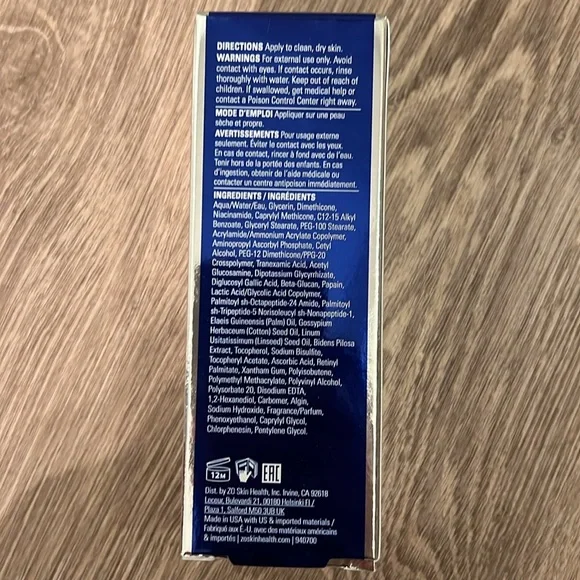 DIRECTIONS Apply to clean, dry skin.
WARNINGS For external use only. Avoid
contact with eyes. If contact occurs, rinse
thoroughly with water. Keep out of reach of
children. If swallowed, get medical help or
contact a Poison Control Center right away.
MODE D'EMPLOI Appliquer sur une peau
sèche et propre.
AVERTISSEMENTS Pour usage externe
seulement. Éviter le contact avec les yeux.
En cas de contact, rincer à fond avec de l'eau.
Tenir hors de la portée des enfants. En cas
d'ingestion, obtenir de l'aide médicale ou
contacter un centre antipoison immédiatement.
INGREDIENTS / INGRÉDIENTS
Aqua/Water/Eau, Glycerin, Dimethicone,
Niacinamide, Caprylyl Methicone, C12-15 Alkyl
Benzoate, Glyceryl Stearate, PEG-100 Stearate,
Acrylamide/Ammonium Acrylate Copolymer,
Aminopropyl Ascorbyl Phosphate, Cetyl
Alcohol, PEG-12 Dimethicone/PPG-20
Crosspolymer, Tranexamic Acid, Acetyl
Glucosamine, Dipotassium Glycyrrhizate,
Diglucosyl Gallic Acid, Beta-Glucan, Papain,
Lactic Acid/Glycolic Acid Copolymer,
Palmitoyl sh-Octapeptide-24 Amide, Palmitoyl
sh-Tripeptide-5 Norisoleucyl sh-Nonapeptide-1,
Elaeis Guineensis (Palm) Oil, Gossypium
Herbaceum (Cotton) Seed Oil, Linum
Usitatissimum (Linseed) Seed Oil, Bidens Pilosa
Extract, Tocopherol, Sodium Bisulfite,
Tocopheryl Acetate, Ascorbic Acid, Retinyl
Palmitate, Xantham Gum, Polyisobutene,
Polymethyl Methacrylate, Polyvinyl Alcohol,
Polysorbate 20, Disodium EDTA,
1,2-Hexanediol, Carbomer, Algin,
Sodium Hydroxide, Fragrance/Parfum,
Phenoxyethanol, Caprylyl Glycol,
Chlorphenesin, Pentylene Glycol.
12M EAC
Dist. by ZO Skin Health, Inc. Irvine, CA 92618
Loceur, Bulevardi 21, 00180 Helsinki FI /
Plaza 1, Salford M50 3UB UK
Made in USA with US & imported materials /
Fabriqué aux É.-U. avec des matériaux américains
& importés | zoskinhealth.com | 940700